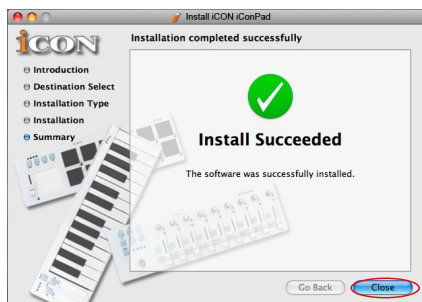 Install iCON iConPad
icon
Installation completed successfully
Introduction
Destination Select
Installation Type
Installation
Summary
Install Succeeded
The software was successfully installed.
Go Back
Close